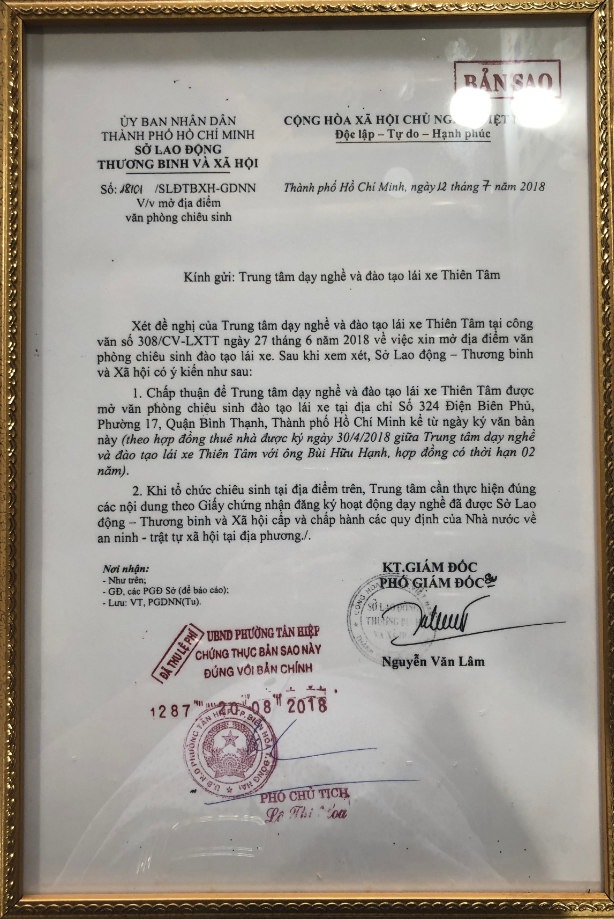 BẢN SAO
ỦY BAN NHÂN DÂN
THÀNH PHỐ HỒ CHÍ MINH
SỞ LAO ĐỘNG
THƯƠNG BINH VÀ XÃ HỘI
CỘNG HÒA XÃ HỘI CHỦ
Độc lập – Tự do – Hạnh phúc
Số: 18101 /SLĐTBXH-GDNN
V/v mở địa điểm
văn phòng chiêu sinh
Thành phố Hồ Chí Minh, ngày 12 tháng 7 năm 2018
Kính gửi: Trung tâm dạy nghề và đào tạo lái xe Thiên Tâm
Xét đề nghị của Trung tâm dạy nghề và đào tạo lái xe Thiên Tâm tại công
văn số 308/CV-LXTT ngày 27 tháng 6 năm 2018 về việc xin mở địa điểm văn
phòng chiêu sinh đào tạo lái xe. Sau khi xem xét, Sở Lao động – Thương binh
và Xã hội có ý kiến như sau:
1. Chấp thuận để Trung tâm dạy nghề và đào tạo lái xe Thiên Tâm được
mở văn phòng chiêu sinh đào tạo lái xe tại địa chỉ Số 324 Điện Biên Phủ,
Phường 17, Quận Bình Thạnh, Thành phố Hồ Chí Minh kể từ ngày ký văn bản
này (theo hợp đồng thuê nhà được ký ngày 30/4/2018 giữa Trung tâm dạy nghề
và đào tạo lái xe Thiên Tâm với ông Bùi Hữu Hạnh, hợp đồng có thời hạn 02
năm).
2. Khi tổ chức chiêu sinh tại địa điểm trên, Trung tâm cần thực hiện đúng
các nội dung theo Giấy chứng nhận đăng ký hoạt động dạy nghề đã được Sở Lao
động – Thương binh và Xã hội cấp và chấp hành các quy định của Nhà nước về
an ninh - trật tự xã hội tại địa phương./.
Nơi nhận:
- Như trên;
- GĐ, các PGĐ Sở (để báo cáo);
- Lưu: VT, PGDNN(Tu).
KT.GIÁM ĐỐC
PHÓ GIÁM ĐỐC
SỞ LAO ĐỘNG
THƯƠNG BINH
VÀ XÃ HỘI
Nguyễn Văn Lâm
ĐÃ THU LỆ PHÍ
UBND PHƯỜNG TÂN HIỆP
CHỨNG THỰC BẢN SAO NÀY
ĐÚNG VỚI BẢN CHÍNH
1287 20 08 2018
PHÓ CHỦ TỊCH
Lê Thị Hoa